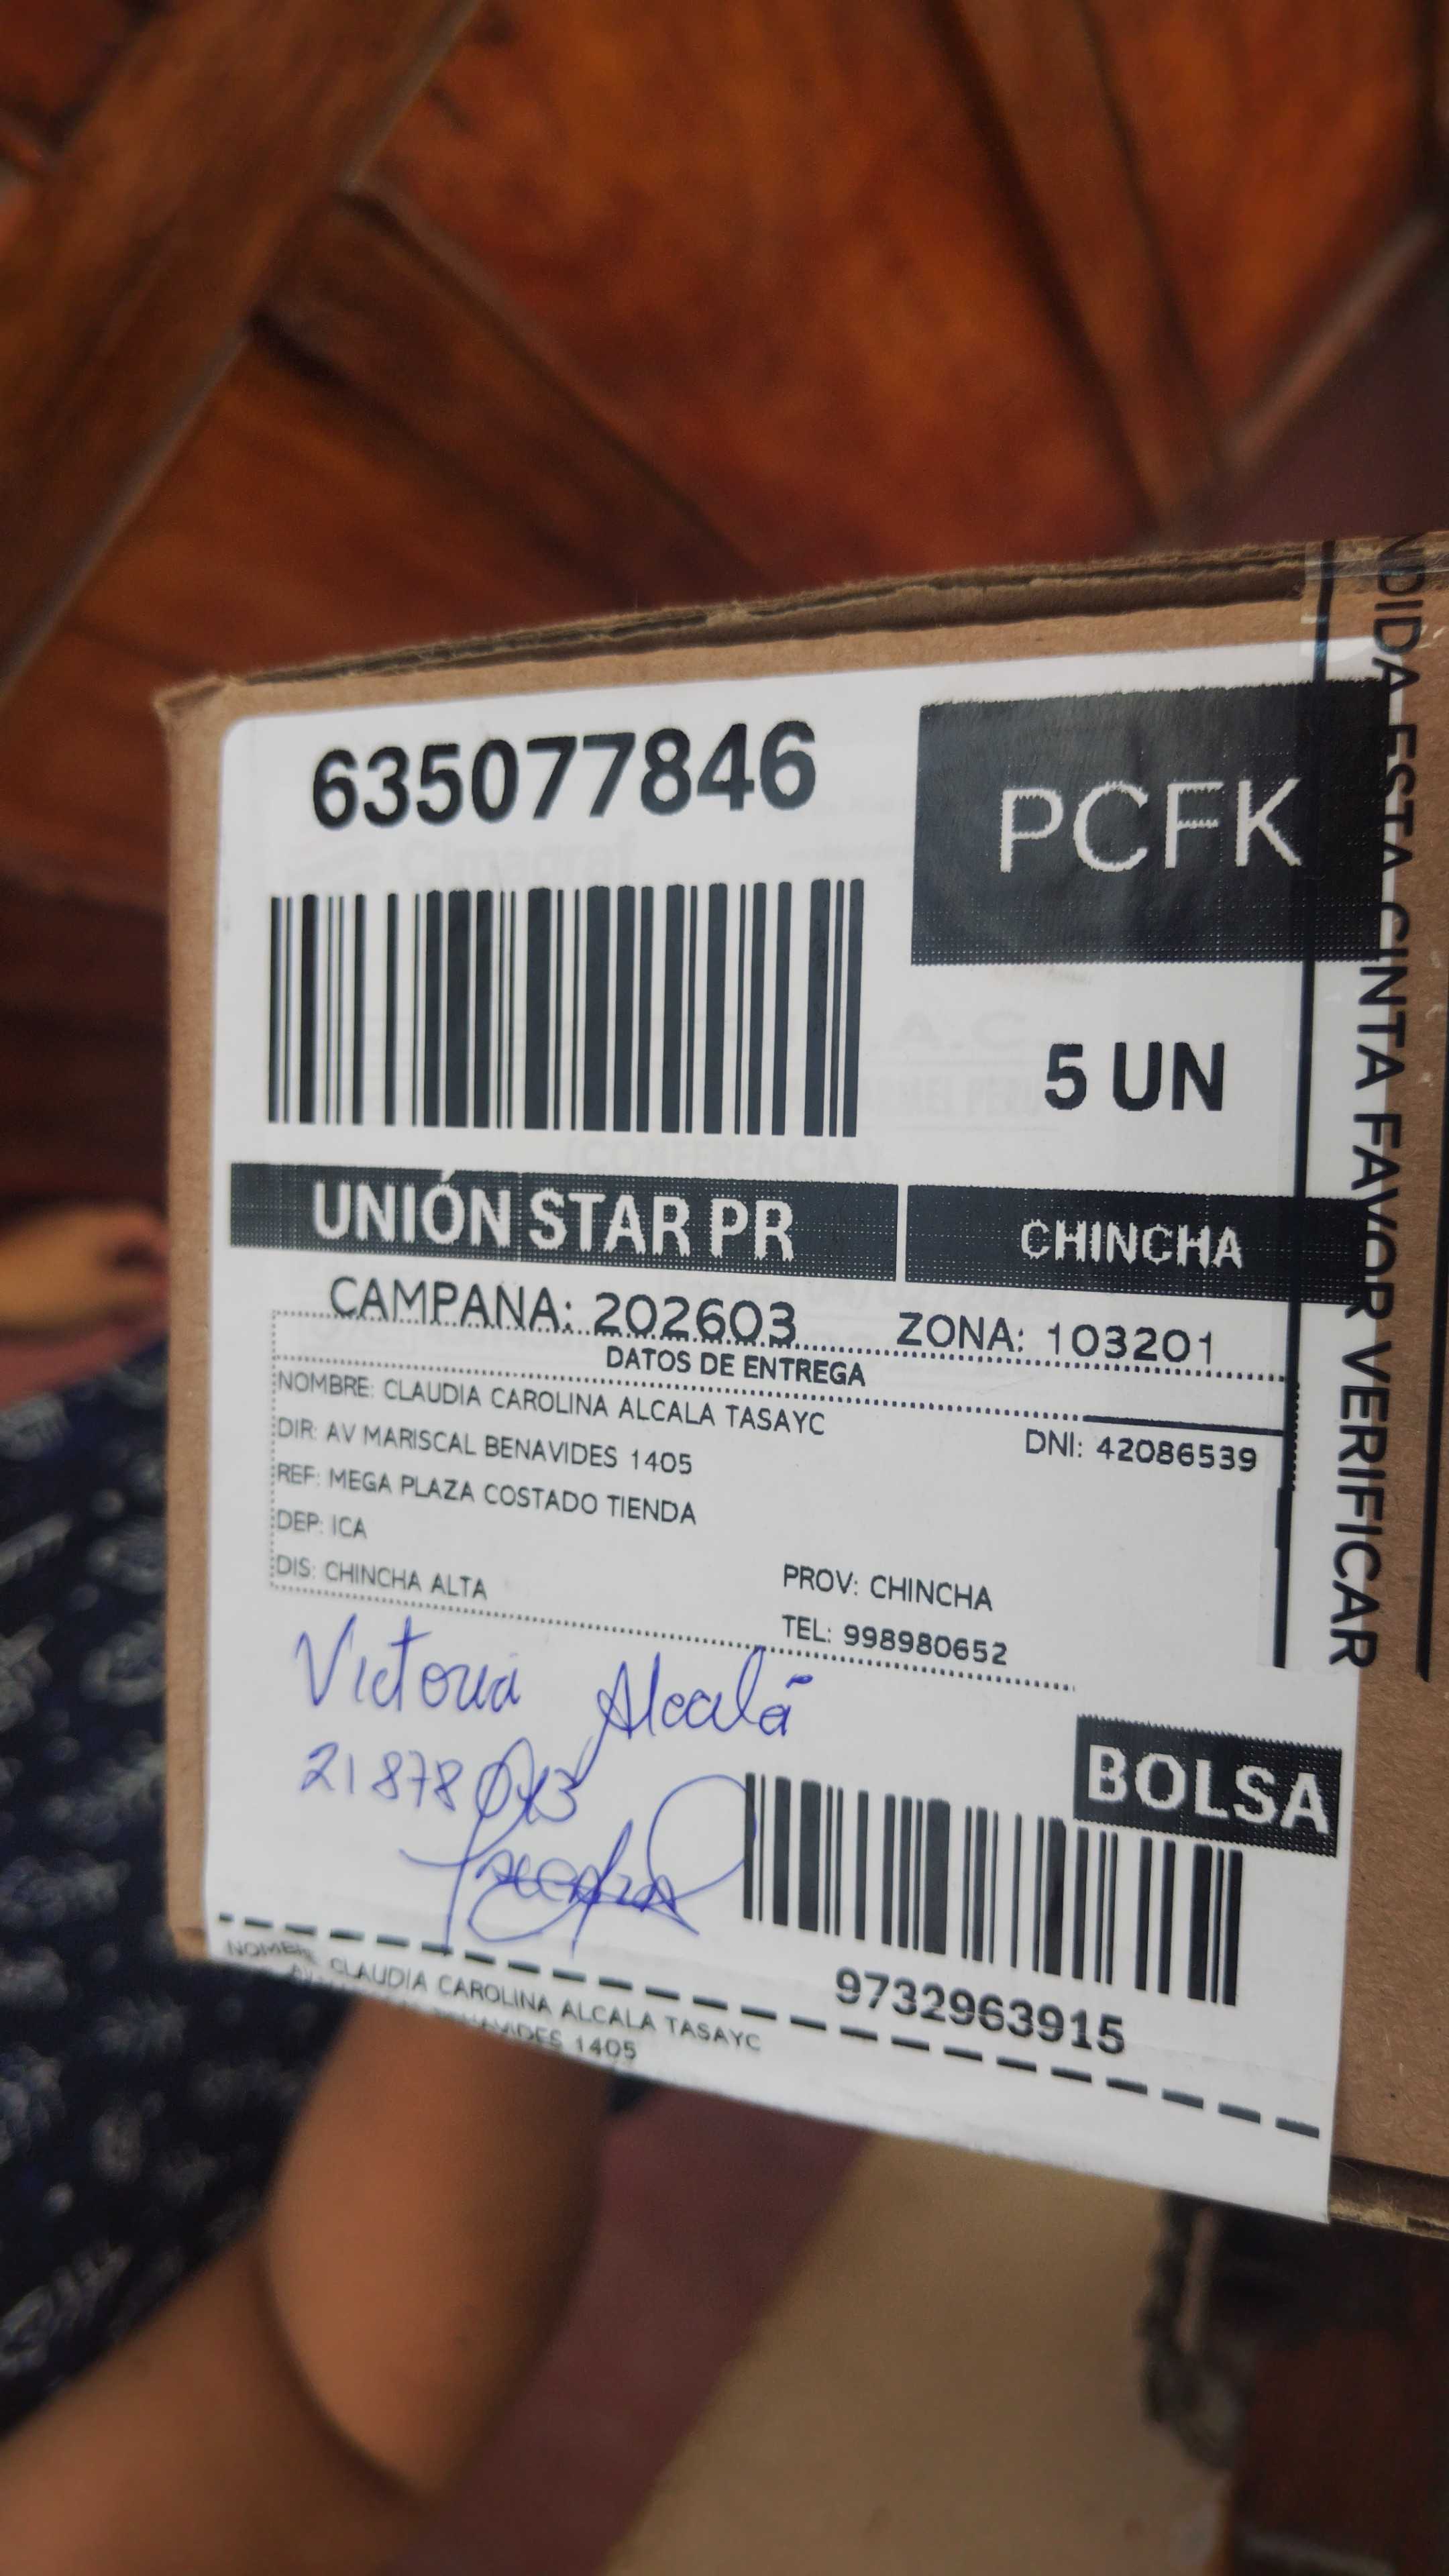 635077846
PCFK
5 UN
UNIÓN STAR PR
CHINCHA
CAMPANA: 202603 ZONA: 103201
DATOS DE ENTREGA
NOMBRE: CLAUDIA CAROLINA ALCALA TASAYC
DNI: 42086539
DIR: AV MARISCAL BENAVIDES 1405
REF: MEGA PLAZA COSTADO TIENDA
DEP: ICA
PROV: CHINCHA
DIS: CHINCHA ALTA
TEL: 998980652
Victoria Alcalá
21878
BOLSA
9732963915
NOMBRE: CLAUDIA CAROLINA ALCALA TASAYC
1405
ESTA CINTA FAVOR VERIFICAR